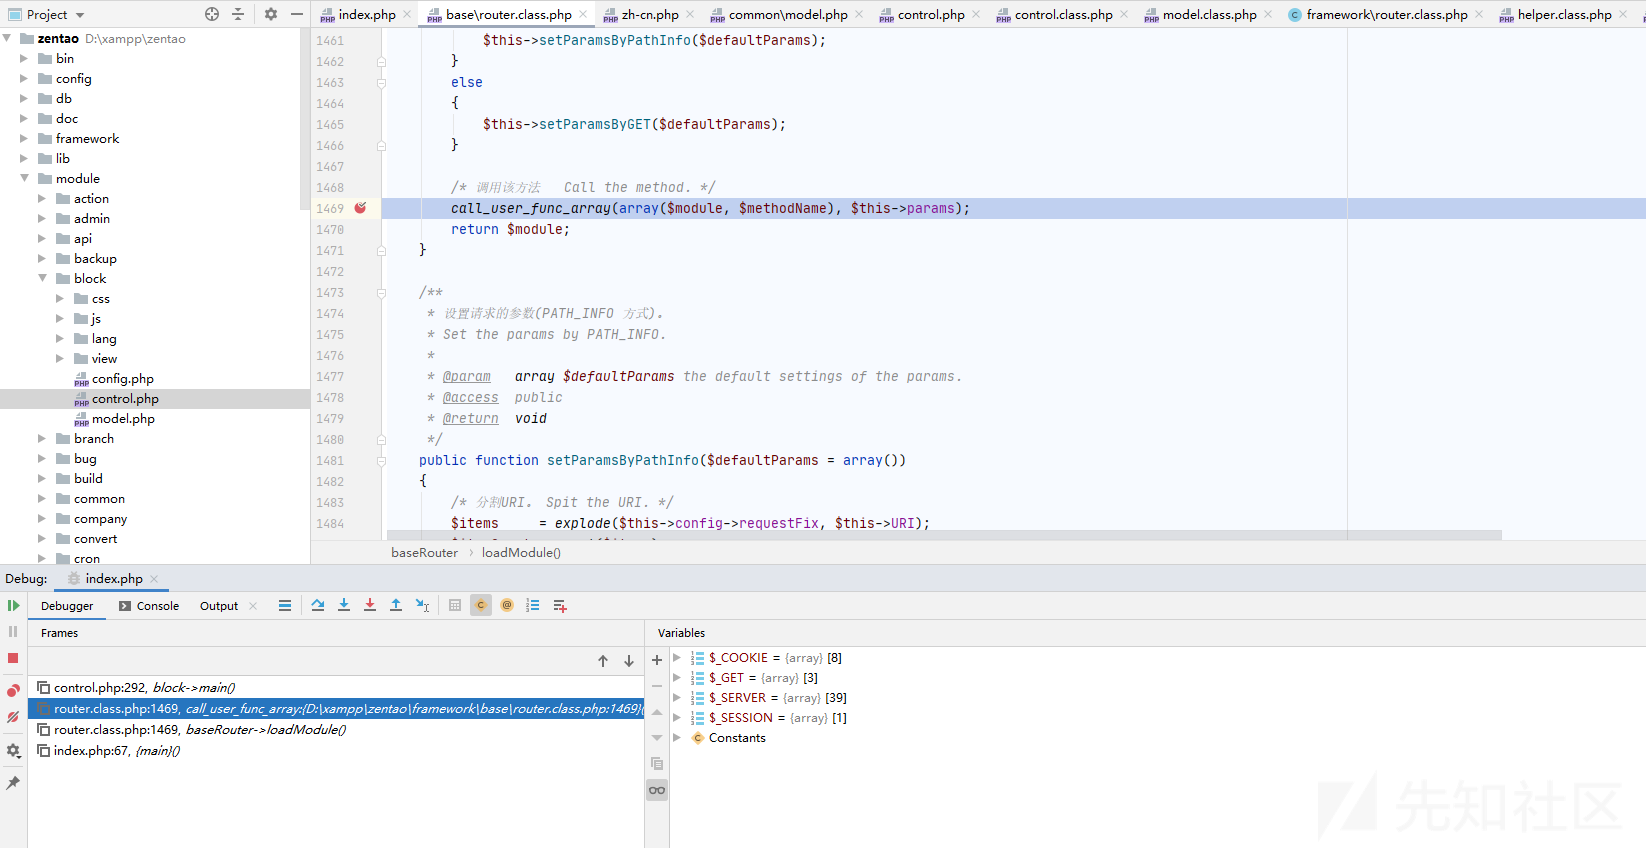 Project
index.php
base\router.class.php
zh-cn.php
common\model.php
control.php
control.class.php
model.class.php
framework\router.class.php
helper.class.php
zentao D:\xampp\zentao
bin
config
db
doc
framework
lib
module
action
admin
api
backup
block
css
js
lang
view
config.php
control.php
model.php
branch
bug
build
common
company
convert
cron
1461 $this->setParamsByPathInfo($defaultParams);
1462 }
1463 else
1464 {
1465 $this->setParamsByGET($defaultParams);
1466 }
1467
1468 /* 调用该方法 Call the method. */
1469 call_user_func_array(array($module, $methodName), $this->params);
1470 return $module;
1471 }
1472
1473 /**
1474 * 设置请求的参数(PATH_INFO 方式)。
1475 * Set the params by PATH_INFO.
1476 *
1477 * @param array $defaultParams the default settings of the params.
1478 * @access public
1479 * @return void
1480 */
1481 public function setParamsByPathInfo($defaultParams = array())
1482 {
1483 /* 分割URI。 Spit the URI. */
1484 $items = explode($this->config->requestFix, $this->URI);
baseRouter › loadModule()
Debug: index.php
Debugger Console Output
Frames
control.php:292, block->main()
router.class.php:1469, call_user_func_array:{D:\xampp\zentao\framework\base\router.class.php:1469}(
router.class.php:1469, baseRouter->loadModule()
index.php:67, {main}()
Variables
$_COOKIE = {array} [8]
$_GET = {array} [3]
$_SERVER = {array} [39]
$_SESSION = {array} [1]
Constants
先知社区